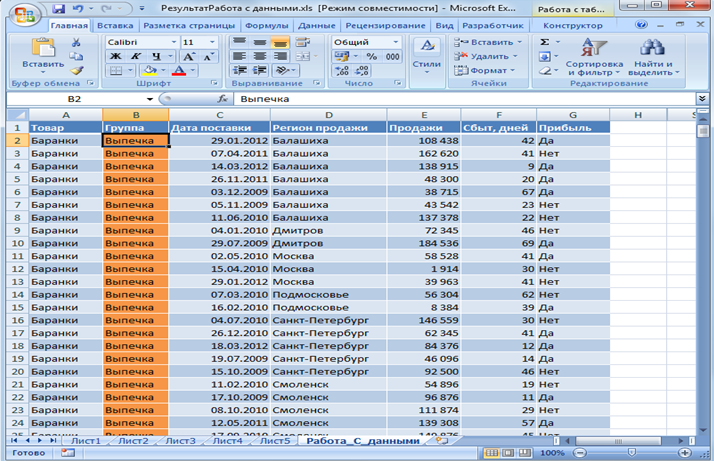 РезультатРабота с данными.xls [Режим совместимости] - Microsoft Ex... Работа с таб...
Главная Вставка Разметка страницы Формулы Данные Рецензирование Вид Разработчик Конструктор
Calibri 11 Общий Вставить Σ
Вставить Удалить
Ж К Ч % 000 Стили Формат Сортировка и фильтр Найти и выделить
Буфер обмена Шрифт Выравнивание Число Ячейки Редактирование
B2 fx Выпечка
A B C D E F G H
1 Товар Группа Дата поставки Регион продажи Продажи Сбыт, дней Прибыль
2 Баранки Выпечка 29.01.2012 Балашиха 108 438 42 Да
3 Баранки Выпечка 07.04.2011 Балашиха 162 620 41 Нет
4 Баранки Выпечка 14.03.2012 Балашиха 138 915 9 Да
5 Баранки Выпечка 26.11.2011 Балашиха 48 300 20 Да
6 Баранки Выпечка 03.12.2009 Балашиха 38 715 67 Да
7 Баранки Выпечка 05.11.2009 Балашиха 43 542 23 Нет
8 Баранки Выпечка 11.06.2010 Балашиха 137 378 22 Нет
9 Баранки Выпечка 04.01.2010 Дмитров 72 345 46 Нет
10 Баранки Выпечка 29.07.2009 Дмитров 184 536 69 Да
11 Баранки Выпечка 02.05.2010 Москва 58 528 41 Да
12 Баранки Выпечка 15.04.2010 Москва 1 914 30 Нет
13 Баранки Выпечка 29.01.2012 Москва 39 963 41 Нет
14 Баранки Выпечка 07.03.2010 Подмосковье 56 304 62 Нет
15 Баранки Выпечка 16.02.2010 Подмосковье 8 384 39 Да
16 Баранки Выпечка 04.07.2010 Санкт-Петербург 146 559 30 Нет
17 Баранки Выпечка 26.12.2010 Санкт-Петербург 62 345 41 Да
18 Баранки Выпечка 18.03.2012 Санкт-Петербург 84 376 12 Да
19 Баранки Выпечка 19.07.2009 Санкт-Петербург 46 096 14 Да
20 Баранки Выпечка 15.10.2009 Санкт-Петербург 92 500 46 Нет
21 Баранки Выпечка 11.02.2010 Смоленск 54 896 19 Нет
22 Баранки Выпечка 17.10.2009 Смоленск 96 876 11 Да
23 Баранки Выпечка 08.10.2010 Смоленск 111 874 29 Нет
24 Баранки Выпечка 12.05.2011 Смоленск 139 308 57 Да
Лист1 Лист2 Лист3 Лист4 Лист5 Работа_С_данными
Готово 100%